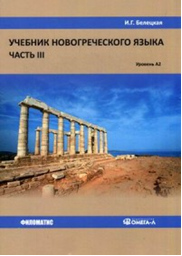 И.Г. Белецкая
УЧЕБНИК НОВОГРЕЧЕСКОГО ЯЗЫКА
ЧАСТЬ III
Уровень А2
ФИЛОМАТИС
ОМЕГА-Л